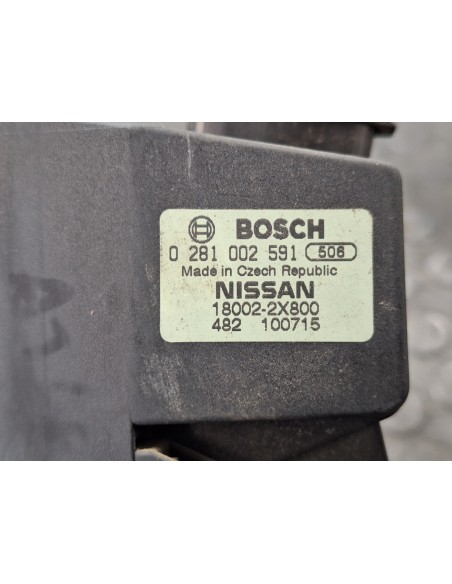 BOSCH
0 281 002 591 506
Made in Czech Republic
NISSAN
18002-2X800
482 100715